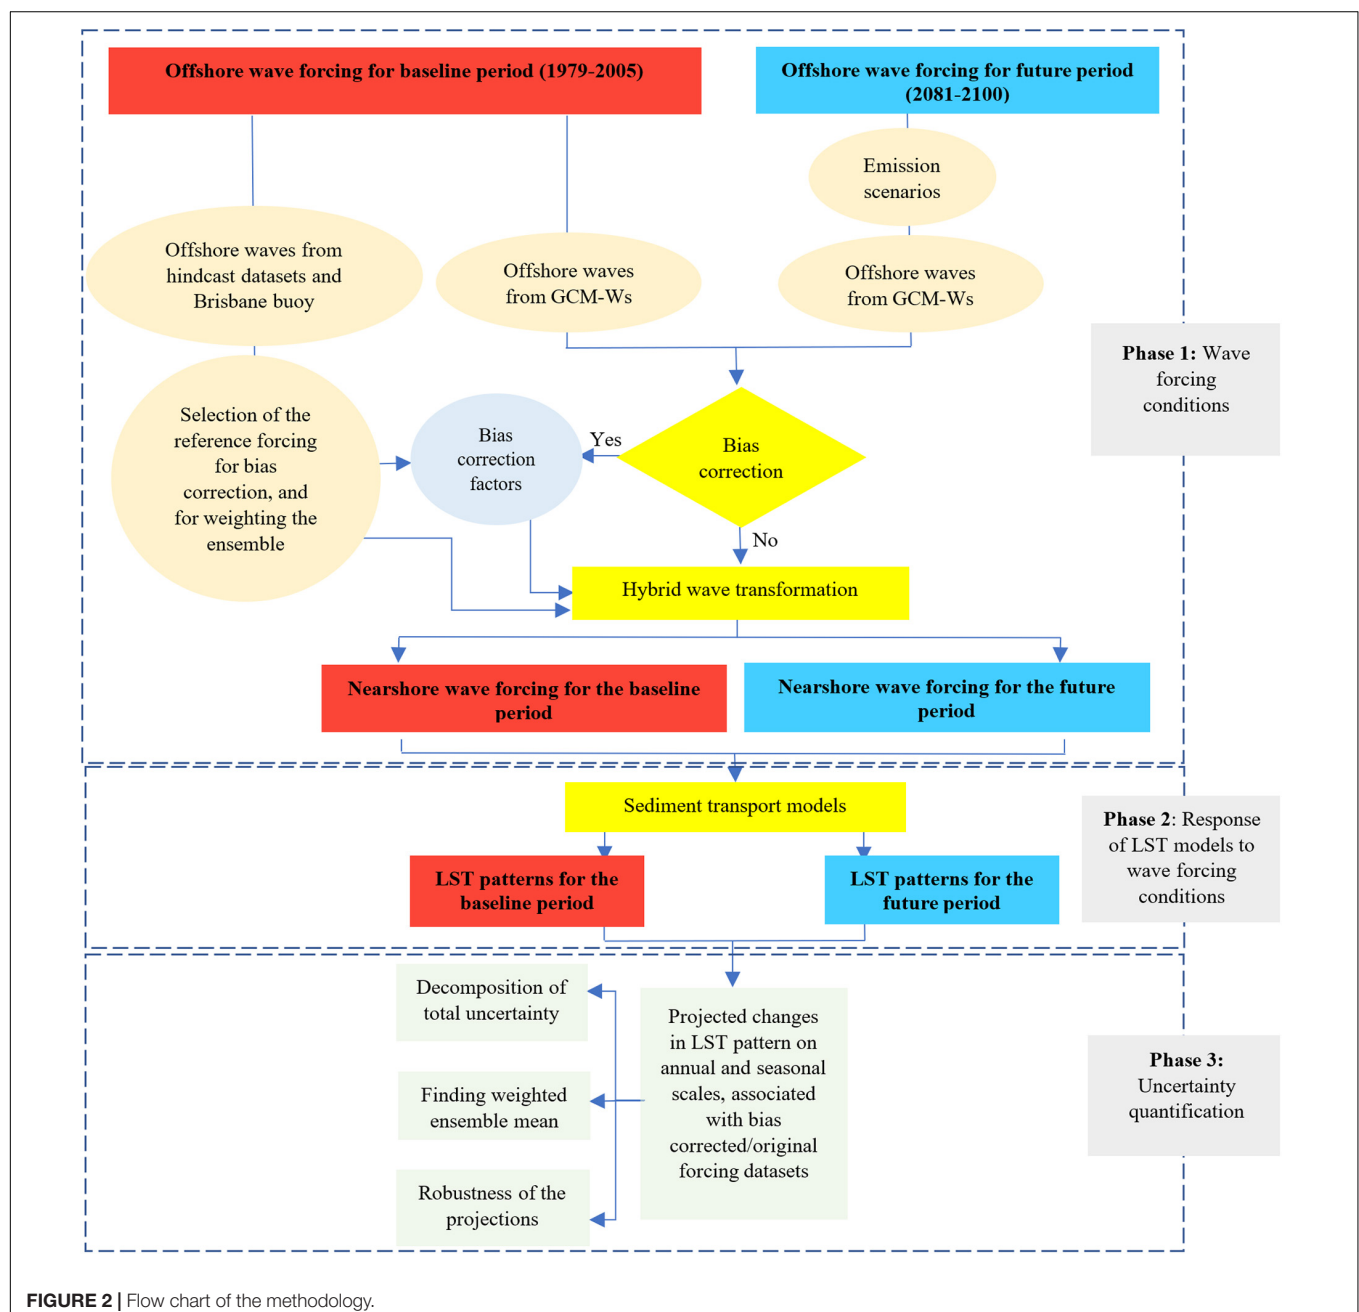 Offshore wave forcing for baseline period (1979-2005)
Offshore wave forcing for future period
(2081-2100)
Emission
scenarios
Offshore waves from
hindcast datasets and
Brisbane buoy
Offshore waves
from GCM-Ws
Offshore waves
from GCM-Ws
Phase 1: Wave
forcing
conditions
Selection of the
reference forcing
for bias
correction, and
for weighting the
ensemble
Bias
correction
factors
Yes
Bias
correction
No
Hybrid wave transformation
Nearshore wave forcing for the baseline
period
Nearshore wave forcing for the future
period
Sediment transport models
Phase 2: Response
of LST models to
wave forcing
conditions
LST patterns for the
baseline period
LST patterns for the
future period
Decomposition of
total uncertainty
Finding weighted
ensemble mean
Robustness of the
projections
Projected changes
in LST pattern on
annual and seasonal
scales, associated
with bias
corrected/original
forcing datasets
Phase 3:
Uncertainty
quantification
FIGURE 2 | Flow chart of the methodology.